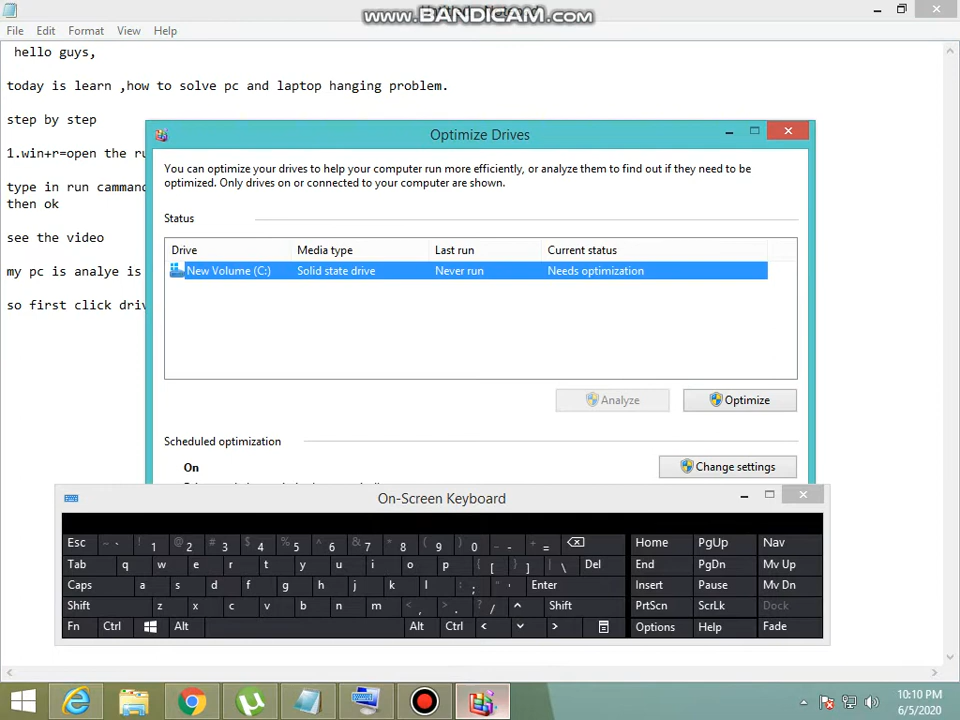 www.BANDICAM.com
File Edit Format View Help
hello guys,
today is learn ,how to solve pc and laptop hanging problem.
step by step
1.win+r=open the ru
type in run cammand
then ok
see the video
my pc is analye is
so first click driv
Optimize Drives
You can optimize your drives to help your computer run more efficiently, or analyze them to find out if they need to be
optimized. Only drives on or connected to your computer are shown.
Status
Drive Media type Last run Current status
New Volume (C:) Solid state drive Never run Needs optimization
Analyze Optimize
Scheduled optimization
On Change settings
On-Screen Keyboard
Esc ~ ` ! 1 @ 2 # 3 $ 4 % 5 ^ 6 & 7 * 8 ( 9 ) 0 _ - + = Home PgUp Nav
Tab q w e r t y u i o p { [ } ] | \ Del End PgDn Mv Up
Caps a s d f g h j k l : ; " ' Enter Insert Pause Mv Dn
Shift z x c v b n m < , > . ? / ^ Shift PrtScn ScrLk Dock
Fn Ctrl Alt Alt Ctrl < > Options Help Fade
10:10 PM
6/5/2020